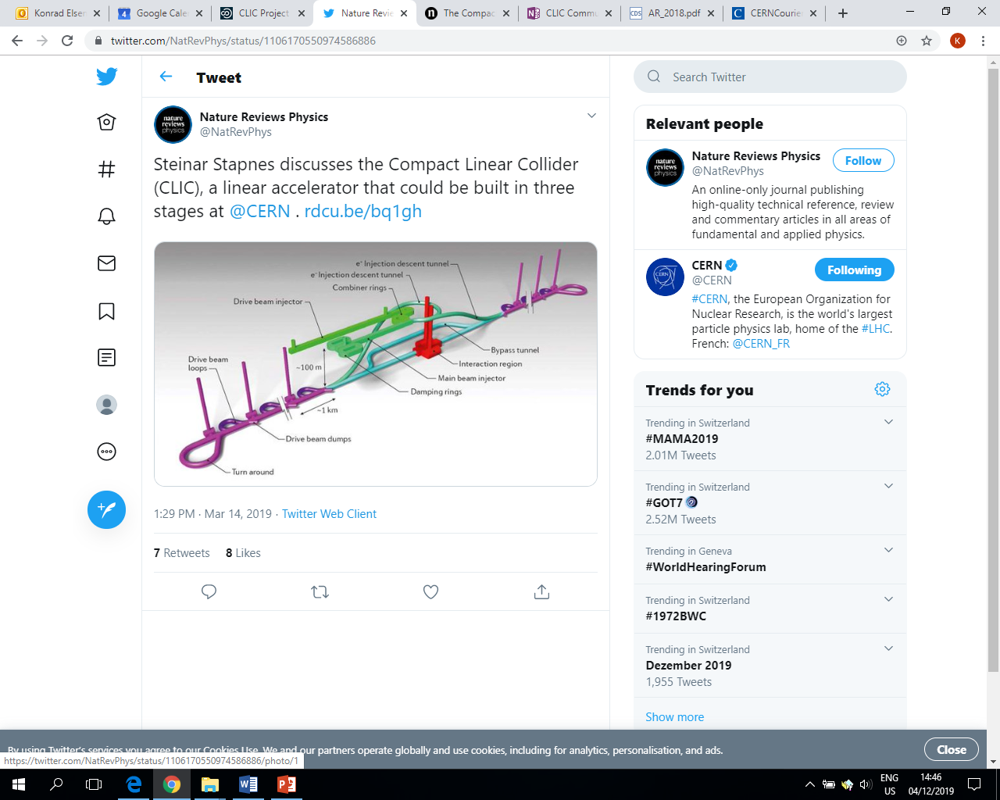 Konrad Elser
Google Cale
CLIC Project
Nature Revie
The Compac
CLIC Commu
AR_2018.pdf
CERNCourie
twitter.com/NatRevPhys/status/1106170550974586886
K
Tweet
Search Twitter
Nature Reviews Physics
@NatRevPhys
Steinar Stapnes discusses the Compact Linear Collider
(CLIC), a linear accelerator that could be built in three
stages at @CERN . rdcu.be/bq1gh
e⁺ Injection descent tunnel
e⁻ Injection descent tunnel
Combiner rings
Drive beam injector
Bypass tunnel
Interaction region
Main beam injector
Damping rings
Drive beam
loops
~100 m
~1 km
Drive beam dumps
Turn around
1:29 PM · Mar 14, 2019 · Twitter Web Client
7 Retweets 8 Likes
Relevant people
nature
reviews
physics
Nature Reviews Physics
@NatRevPhys
Follow
An online-only journal publishing
high-quality technical reference, review
and commentary articles in all areas of
fundamental and applied physics.
CERN
@CERN
Following
#CERN, the European Organization for
Nuclear Research, is the world's largest
particle physics lab, home of the #LHC.
French: @CERN_FR
Trends for you
Trending in Switzerland
#MAMA2019
2.01M Tweets
Trending in Switzerland
#GOT7
2.52M Tweets
Trending in Geneva
#WorldHearingForum
Trending in Switzerland
#1972BWC
Trending in Switzerland
Dezember 2019
1,955 Tweets
Show more
By using Twitter's services you agree to our Cookies Use. We and our partners operate globally and use cookies, including for analytics, personalisation, and ads.
Close
https://twitter.com/NatRevPhys/status/1106170550974586886/photo/1
ENG
US
14:46
04/12/2019